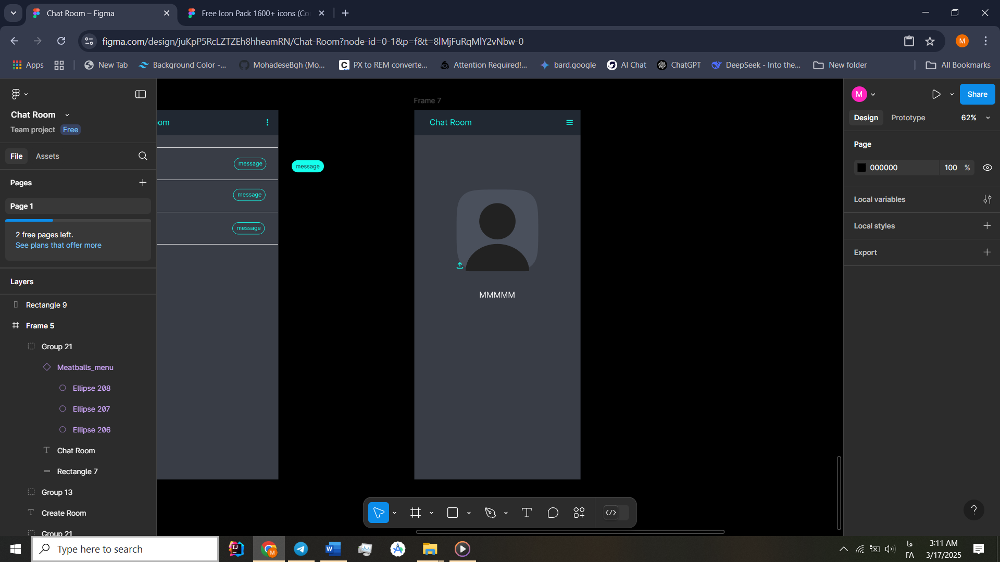 Chat Room – Figma
Free Icon Pack 1600+ icons (Co
figma.com/design/juKpP5RcLZTZEh8hheamRN/Chat-Room?node-id=0-1&p=f&t=8lMjFuRqMlY2vNbw-0
M
Apps
New Tab
Background Color -...
MohadeseBgh (Mo...
PX to REM converte...
Attention Required!...
bard.google
AI Chat
ChatGPT
DeepSeek - Into the...
New folder
All Bookmarks
Chat Room
Team project Free
File
Assets
Pages
Page 1
2 free pages left.
See plans that offer more
Layers
Rectangle 9
Frame 5
Group 21
Meatballs_menu
Ellipse 208
Ellipse 207
Ellipse 206
Chat Room
Rectangle 7
Group 13
Create Room
Group 21
oom
message
message
message
message
Frame 7
Chat Room
MMMMM
M
Share
Design
Prototype
62%
Page
000000
100 %
Local variables
Local styles
Export
?
Type here to search
فا
FA
3:11 AM
3/17/2025